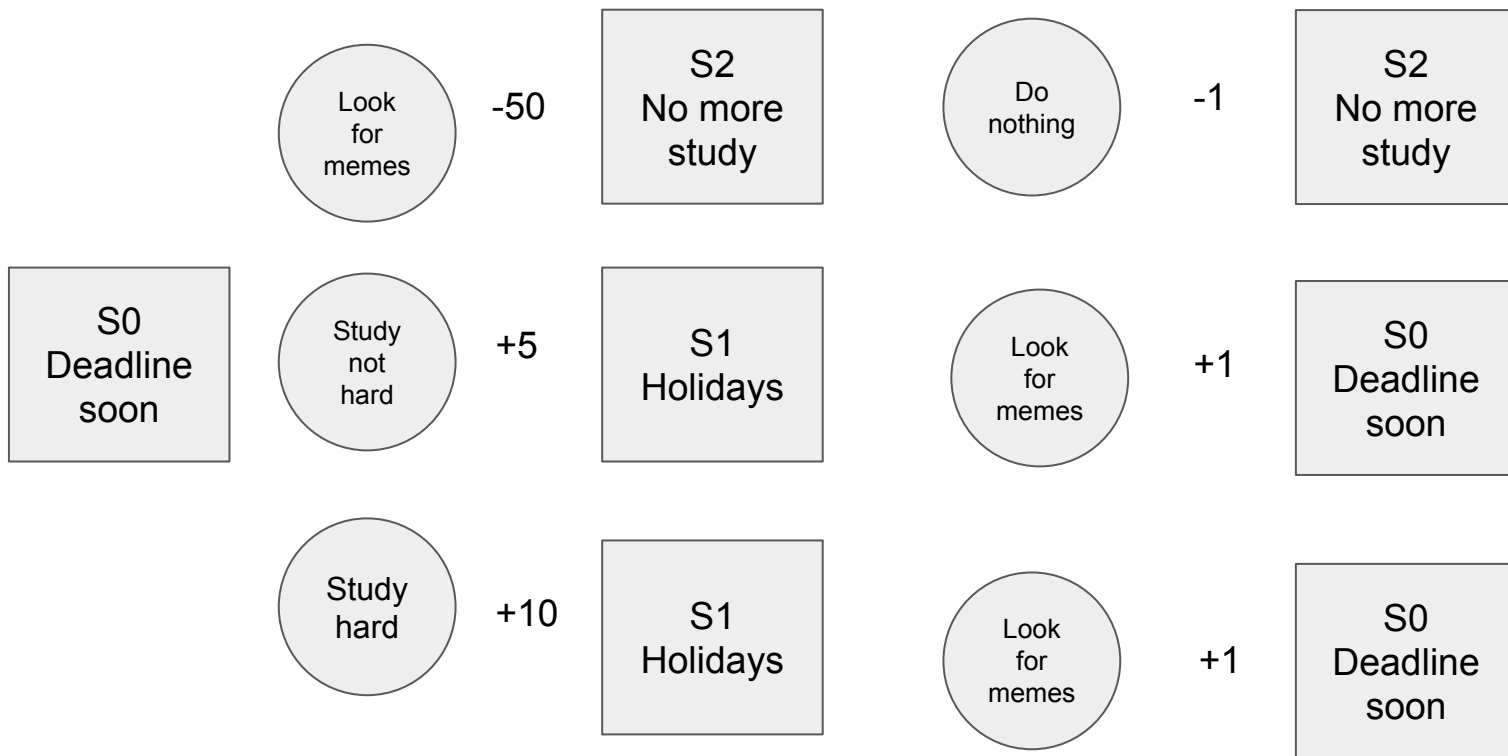 Look
for
memes
-50
S2
No more
study
Do
nothing
-1
S2
No more
study
S0
Deadline
soon
Study
not
hard
+5
S1
Holidays
Look
for
memes
+1
S0
Deadline
soon
Study
hard
+10
S1
Holidays
Look
for
memes
+1
S0
Deadline
soon